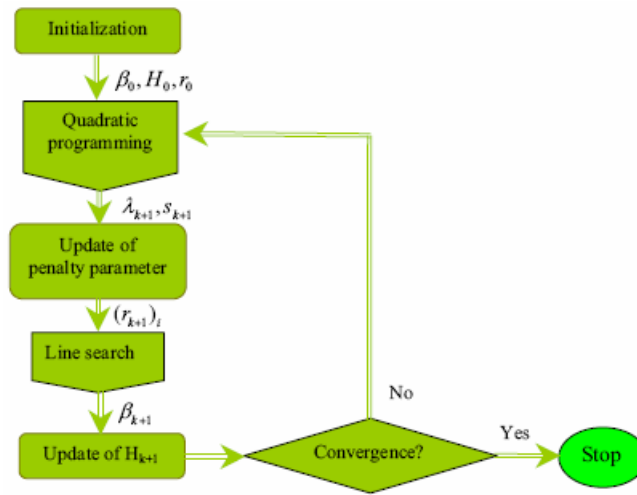 Initialization
β₀, H₀, r₀
Quadratic
programming
λₖ₊₁, sₖ₊₁
Update of
penalty parameter
(rₖ₊₁)ᵢ
Line search
βₖ₊₁
Update of Hₖ₊₁
Convergence?
No
Yes
Stop